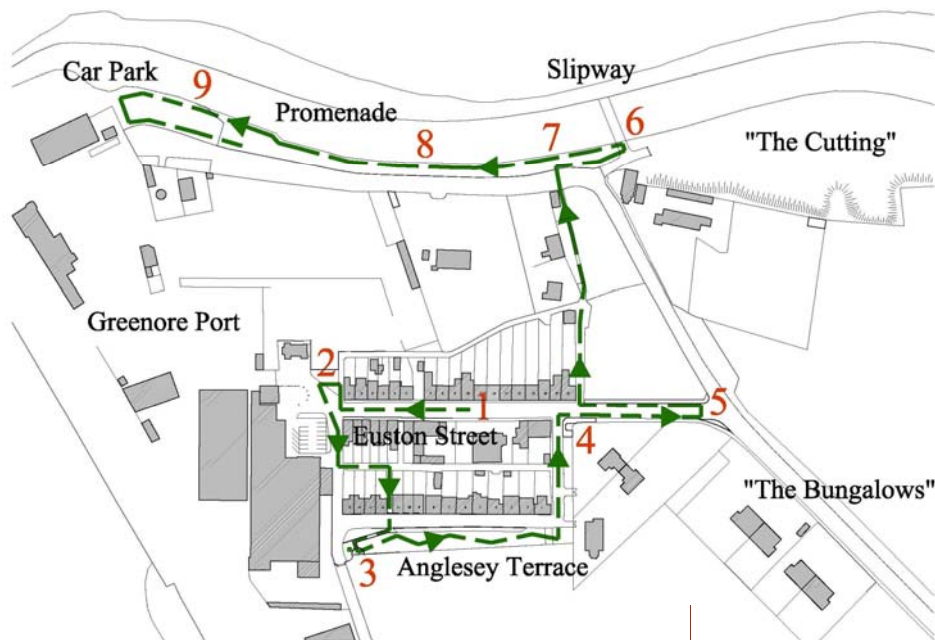 Slipway
Car Park
9
Promenade
8
7
6
"The Cutting"
Greenore Port
2
1
5
Euston Street
4
"The Bungalows"
3
Anglesey Terrace